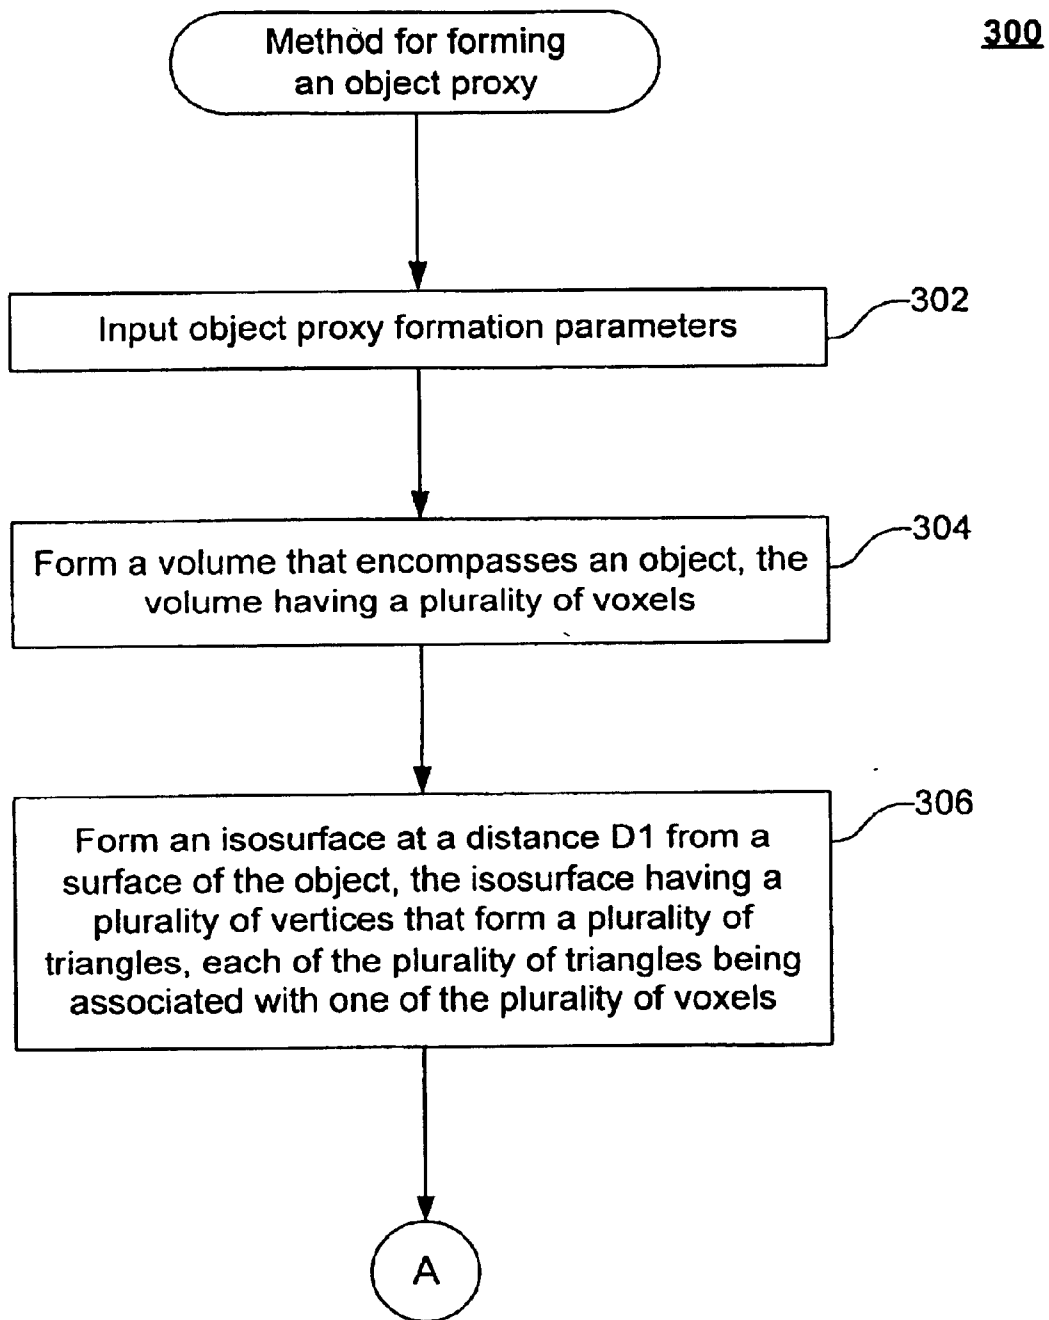 300
Method for forming
an object proxy
302
Input object proxy formation parameters
304
Form a volume that encompasses an object, the
volume having a plurality of voxels
306
Form an isosurface at a distance D1 from a
surface of the object, the isosurface having a
plurality of vertices that form a plurality of
triangles, each of the plurality of triangles being
associated with one of the plurality of voxels
A